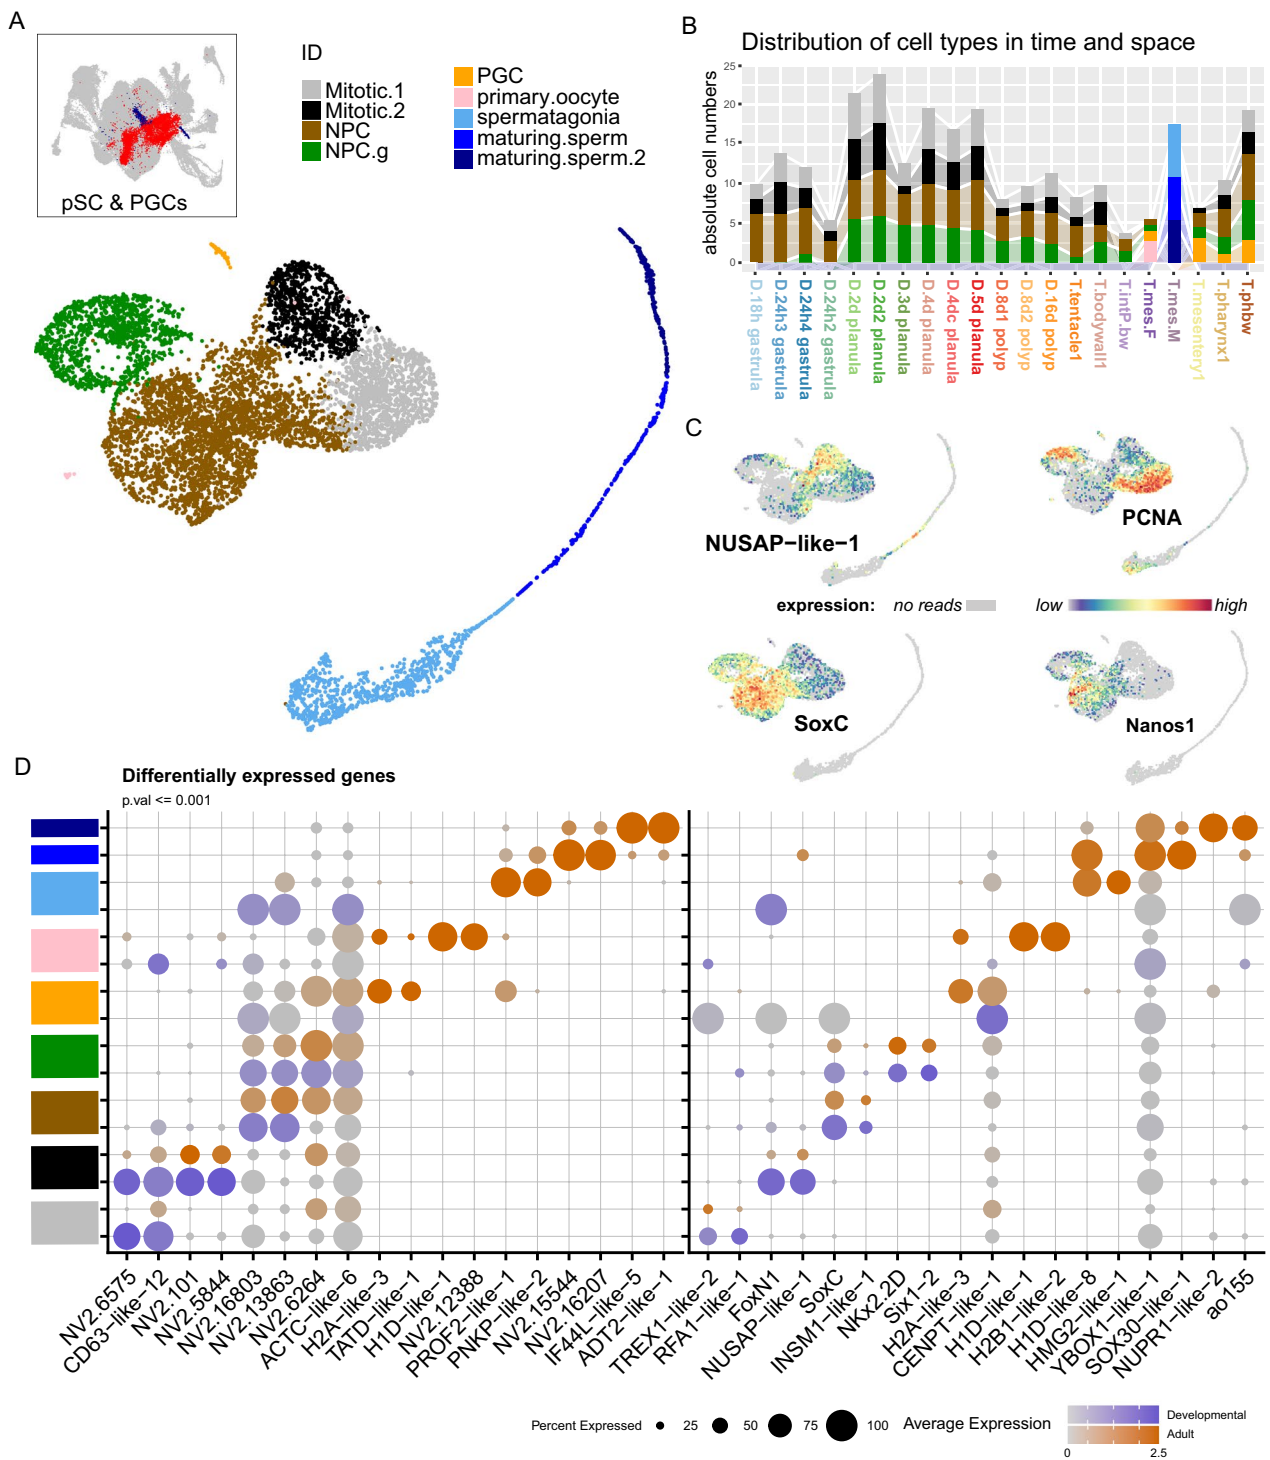 A
pSC & PGCs
ID
Mitotic.1
Mitotic.2
NPC
NPC.g
PGC
primary.oocyte
spermatagonia
maturing.sperm
maturing.sperm.2
B
Distribution of cell types in time and space
absolute cell numbers
25
20
15
10
5
0
D.18h gastrula
D.24h3 gastrula
D.24h4 gastrula
D.24h2 gastrula
D.2d planula
D.2d2 planula
D.3d planula
D.4d planula
D.4dc planula
D.5d planula
D.8d1 polyp
D.8d2 polyp
D.16d polyp
T.tentacle1
T.bodywall1
T.intP.bw
T.mes.F
T.mes.M
T.mesentery1
T.pharynx1
T.phbw
C
NUSAP−like−1
PCNA
expression: no reads
low high
SoxC
Nanos1
D
Differentially expressed genes
p.val <= 0.001
NV2.6575
CD63−like−12
NV2.101
NV2.5844
NV2.16803
NV2.13863
NV2.6264
ACTC−like−6
H2A−like−3
TATD−like−1
H1D−like−1
NV2.12388
PROF2−like−1
PNKP−like−2
NV2.15544
NV2.16207
IF44L−like−5
ADT2−like−1
TREX1−like−2
RFA1−like−1
FoxN1
NUSAP−like−1
SoxC
INSM1−like−1
NKx2.2D
Six1−2
H2A−like−3
CENPT−like−1
H1D−like−1
H2B1−like−2
H1D−like−8
HMG2−like−1
YBOX1−like−1
SOX30−like−1
NUPR1−like−2
ao155
Percent Expressed 25 50 75 100
Average Expression
Developmental
Adult
0 2.5